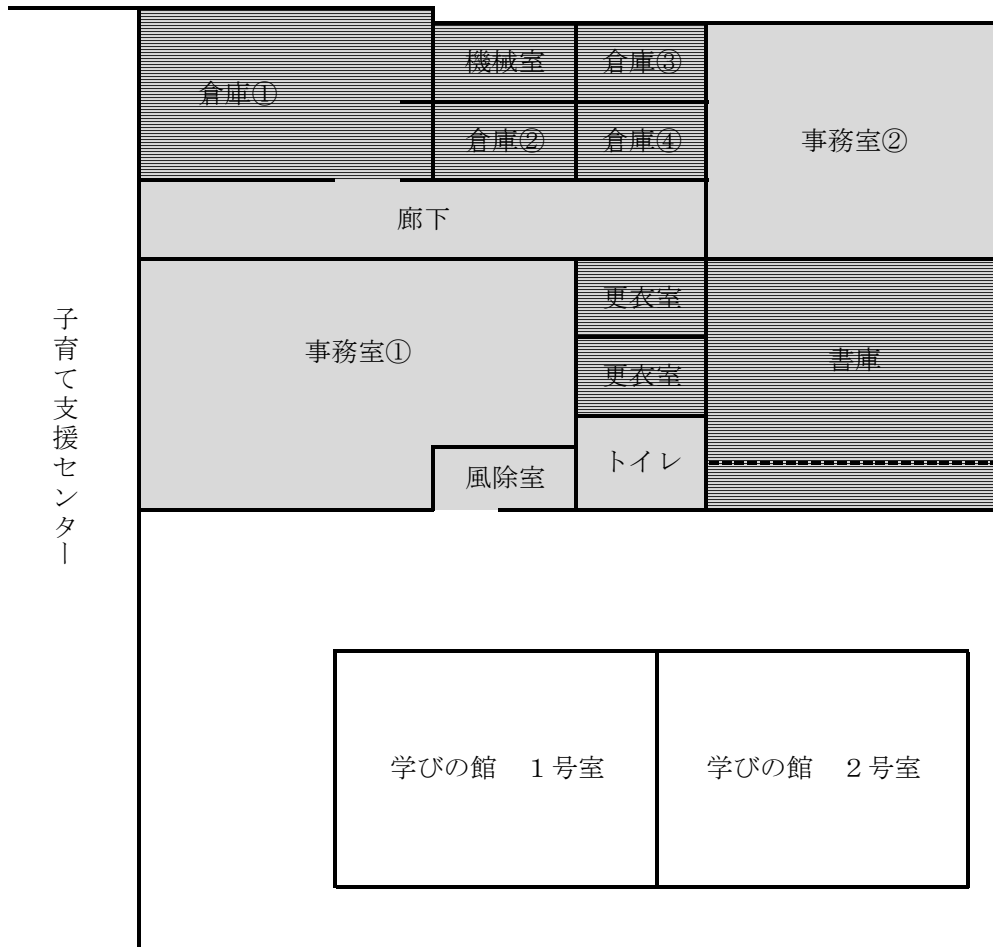 機械室
倉庫③
倉庫①
倉庫②
倉庫④
事務室②
廊下
子育て支援センター
更衣室
事務室①
更衣室
書庫
トイレ
風除室
学びの館　１号室
学びの館　２号室